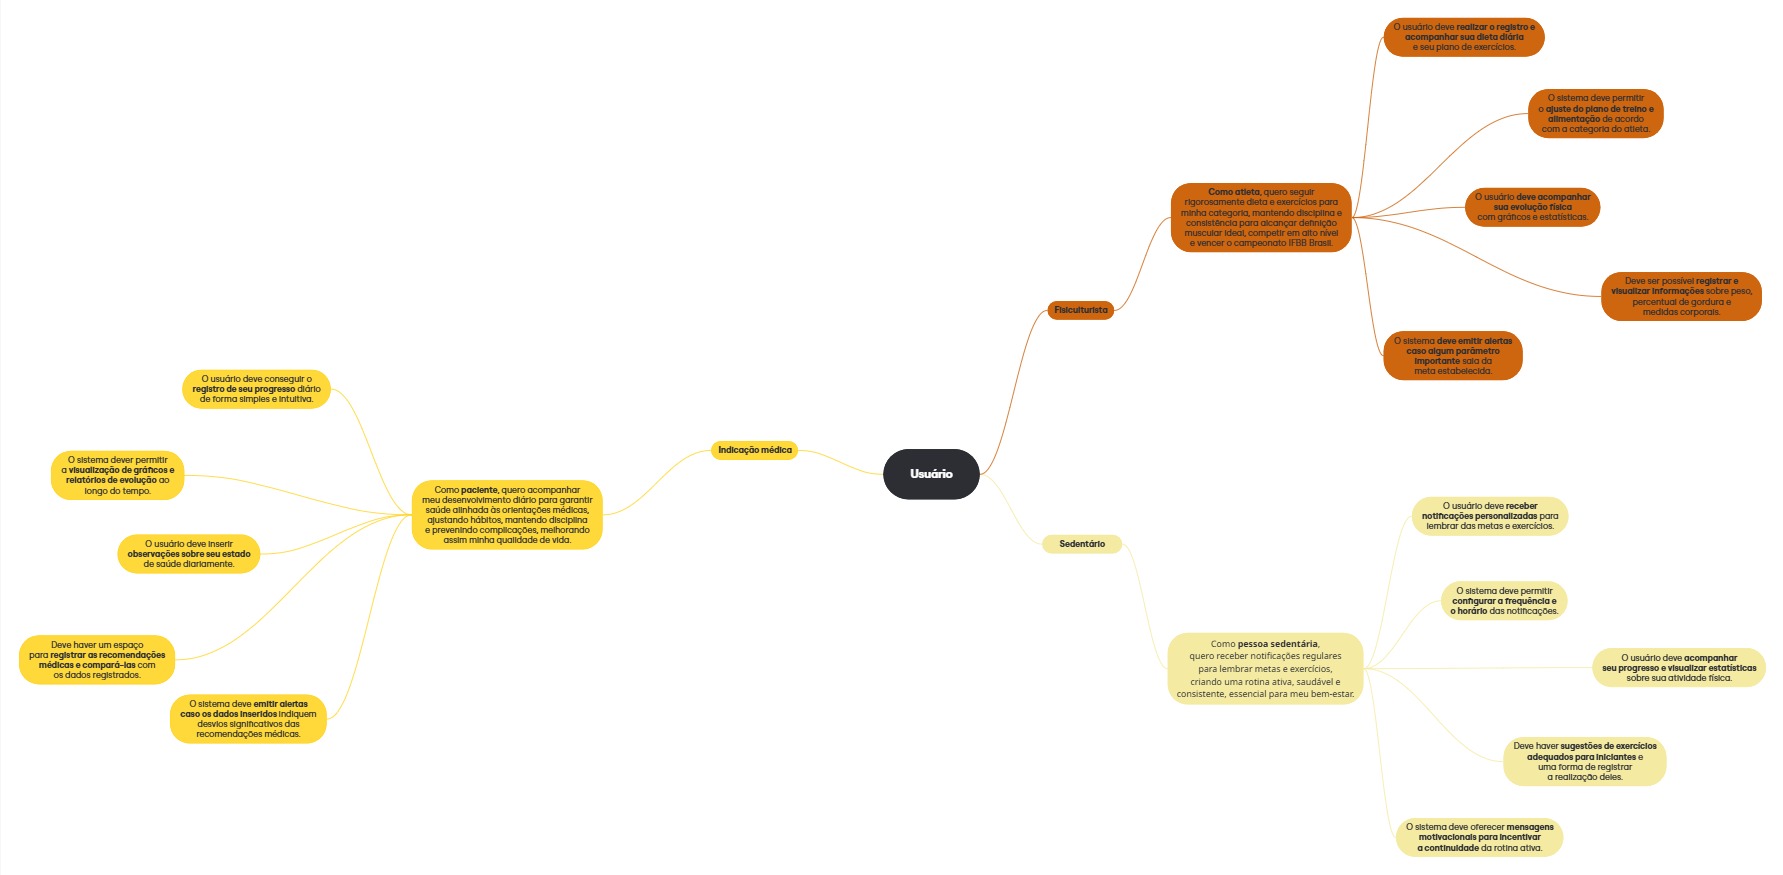 Usuário
Fisiculturista
Como atleta, quero seguir
rigorosamente dieta e exercícios para
minha categoria, mantendo disciplina e
consistência para alcançar definição
muscular ideal, competir em alto nível
e vencer o campeonato IFBB Brasil.
O usuário deve realizar o registro e
acompanhar sua dieta diária
e seu plano de exercícios.
O sistema deve permitir
o ajuste do plano de treino e
alimentação de acordo
com a categoria do atleta.
O usuário deve acompanhar
sua evolução física
com gráficos e estatísticas.
Deve ser possível registrar e
visualizar informações sobre peso,
percentual de gordura e
medidas corporais.
O sistema deve emitir alertas
caso algum parâmetro
importante saia da
meta estabelecida.
Indicação médica
Como paciente, quero acompanhar
meu desenvolvimento diário para garantir
saúde alinhada às orientações médicas,
ajustando hábitos, mantendo disciplina
e prevenindo complicações, melhorando
assim minha qualidade de vida.
O usuário deve conseguir o
registro de seu progresso diário
de forma simples e intuitiva.
O sistema dever permitir
a visualização de gráficos e
relatórios de evolução ao
longo do tempo.
O usuário deve inserir
observações sobre seu estado
de saúde diariamente.
Deve haver um espaço
para registrar as recomendações
médicas e compará-las com
os dados registrados.
O sistema deve emitir alertas
caso os dados inseridos indiquem
desvios significativos das
recomendações médicas.
Sedentário
Como pessoa sedentária,
quero receber notificações regulares
para lembrar metas e exercícios,
criando uma rotina ativa, saudável e
consistente, essencial para meu bem-estar.
O usuário deve receber
notificações personalizadas para
lembrar das metas e exercícios.
O sistema deve permitir
configurar a frequência e
o horário das notificações.
O usuário deve acompanhar
seu progresso e visualizar estatísticas
sobre sua atividade física.
Deve haver sugestões de exercícios
adequados para iniciantes e
uma forma de registrar
a realização deles.
O sistema deve oferecer mensagens
motivacionais para incentivar
a continuidade da rotina ativa.